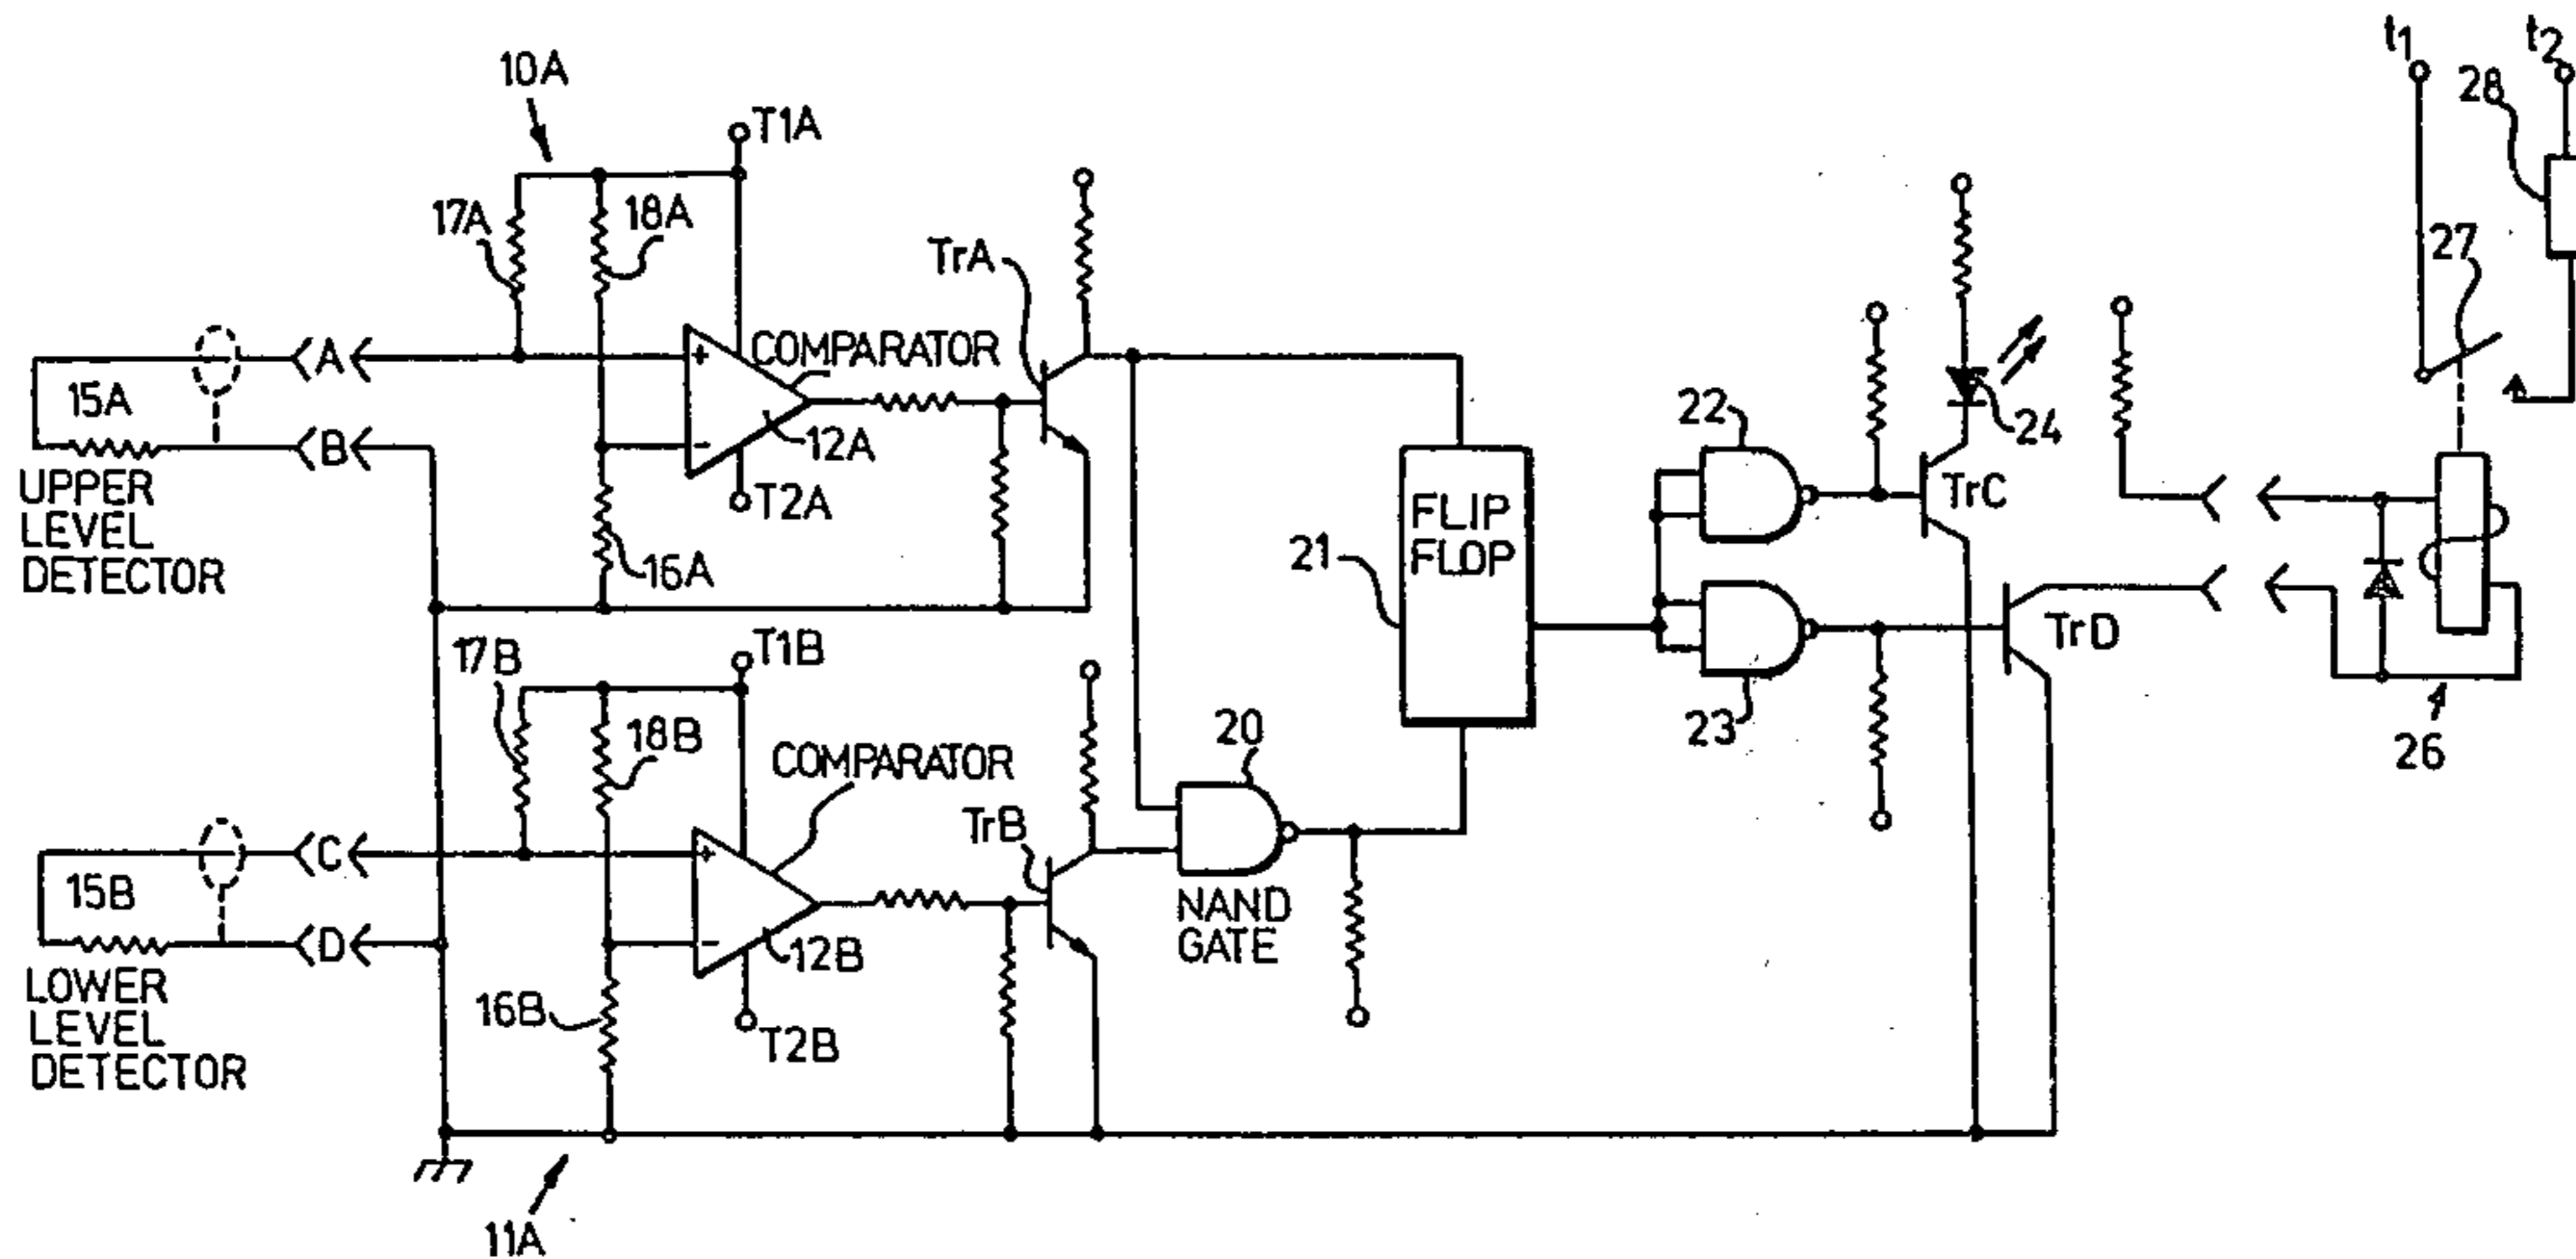 10A
T1A
17A
18A
TrA
A
+
COMPARATOR
15A
B
-
12A
UPPER
LEVEL
DETECTOR
T2A
16A
17B
T1B
18B
COMPARATOR
TrB
C
+
15B
D
-
12B
LOWER
LEVEL
DETECTOR
16B
T2B
11A
20
NAND
GATE
21
FLIP
FLOP
22
23
24
TrC
TrD
t1
t2
28
27
26